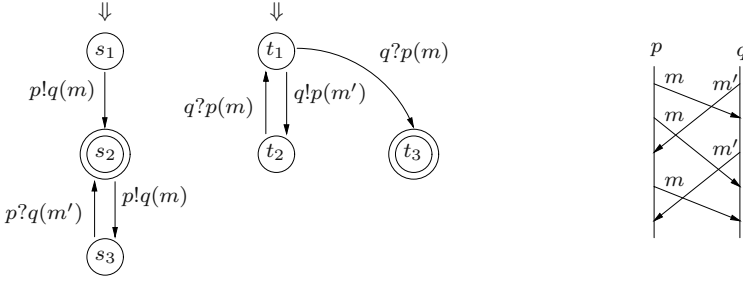 ⇓ ⇓
s₁ t₁
p!q(m)
q?p(m) q!p(m′)
q?p(m)
s₂ t₂ t₃
p?q(m′) p!q(m)
s₃
p q
m m′
m
m′
m